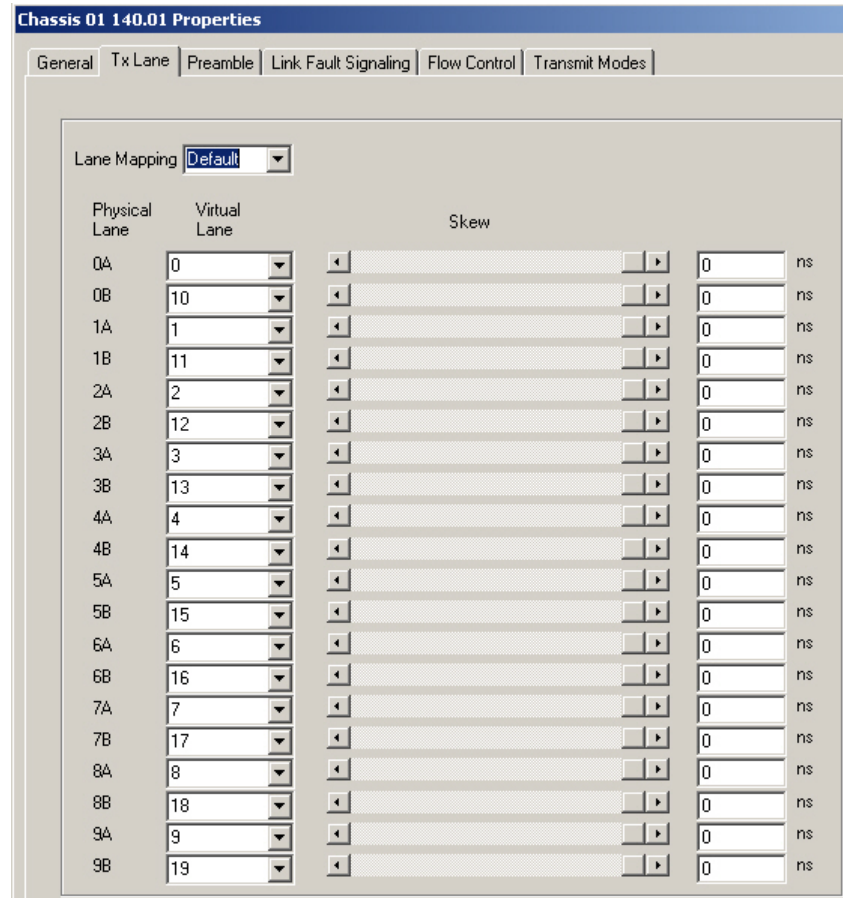 Chassis 01 140.01 Properties
General Tx Lane Preamble Link Fault Signaling Flow Control Transmit Modes
Lane Mapping Default
Physical Lane Virtual Lane Skew
0A 0 0 ns
0B 10 0 ns
1A 1 0 ns
1B 11 0 ns
2A 2 0 ns
2B 12 0 ns
3A 3 0 ns
3B 13 0 ns
4A 4 0 ns
4B 14 0 ns
5A 5 0 ns
5B 15 0 ns
6A 6 0 ns
6B 16 0 ns
7A 7 0 ns
7B 17 0 ns
8A 8 0 ns
8B 18 0 ns
9A 9 0 ns
9B 19 0 ns